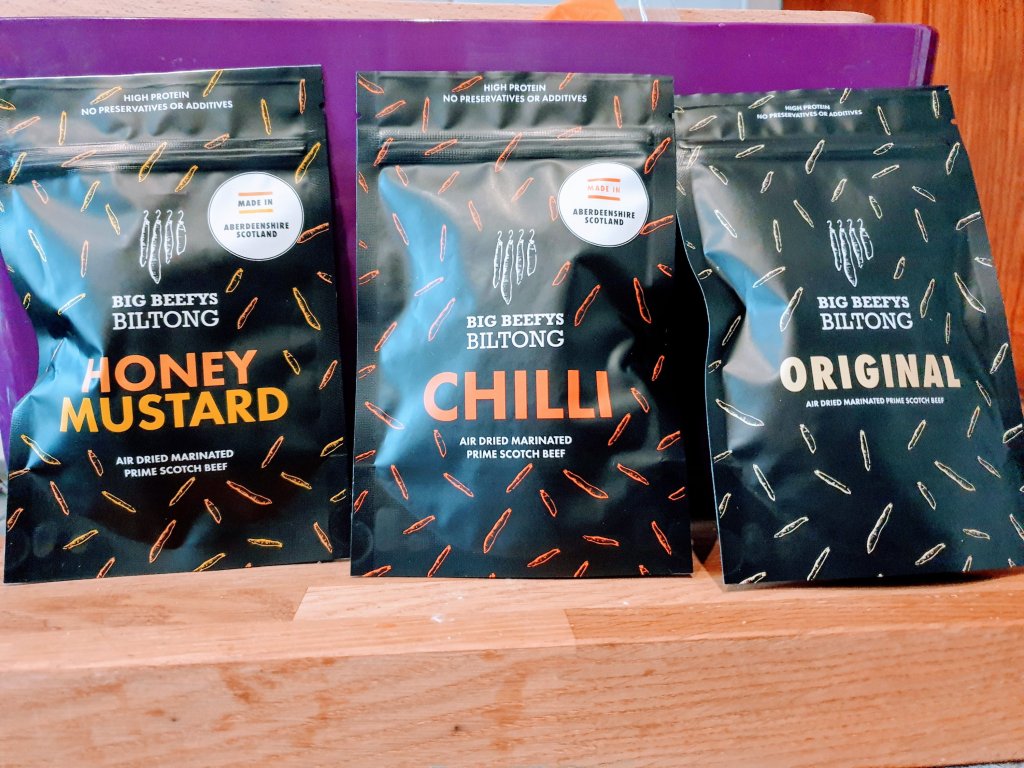 HIGH PROTEIN
NO PRESERVATIVES OR ADDITIVES
MADE IN
ABERDEENSHIRE
SCOTLAND
BIG BEEFYS
BILTONG
HONEY
MUSTARD
AIR DRIED MARINATED
PRIME SCOTCH BEEF
HIGH PROTEIN
NO PRESERVATIVES OR ADDITIVES
MADE IN
ABERDEENSHIRE
SCOTLAND
BIG BEEFYS
BILTONG
CHILLI
AIR DRIED MARINATED
PRIME SCOTCH BEEF
HIGH PROTEIN
NO PRESERVATIVES OR ADDITIVES
BIG BEEFYS
BILTONG
ORIGINAL
AIR DRIED MARINATED PRIME SCOTCH BEEF